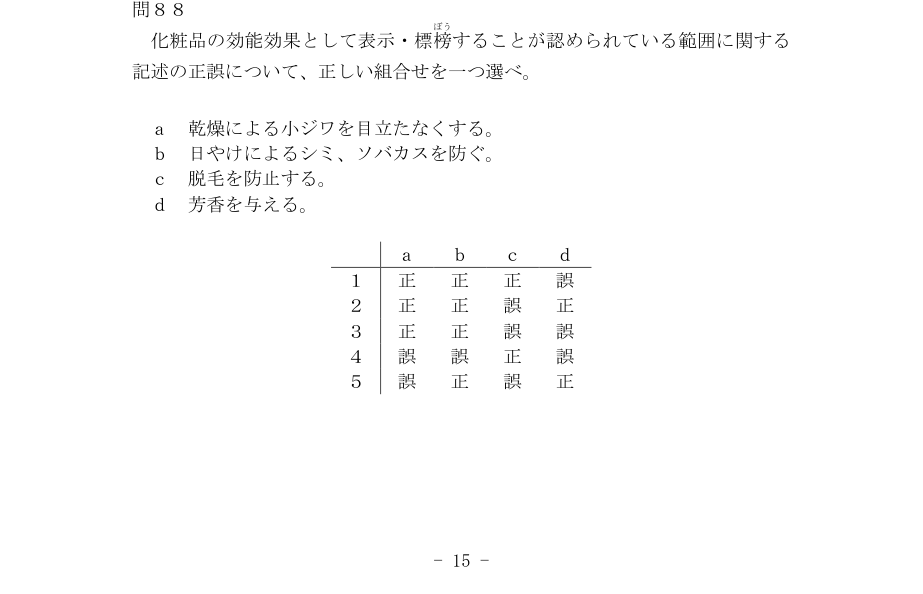 問８８
化粧品の効能効果として表示・標榜することが認められている範囲に関する
ぼう
記述の正誤について、正しい組合せを一つ選べ。
a 乾燥による小ジワを目立たなくする。
b 日やけによるシミ、ソバカスを防ぐ。
c 脱毛を防止する。
d 芳香を与える。
a b c d
1 正 正 正 誤
2 正 正 誤 正
3 正 正 誤 誤
4 誤 誤 正 誤
5 誤 正 誤 正
- 15 -